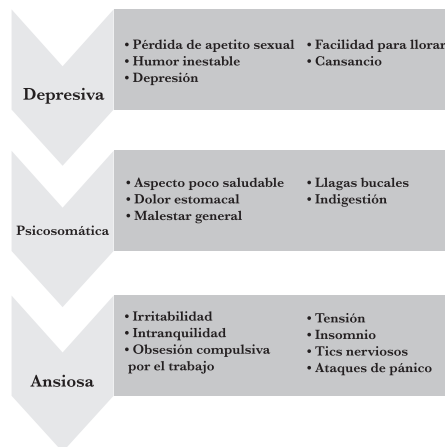 Depresiva
• Pérdida de apetito sexual
• Humor inestable
• Depresión
• Facilidad para llorar
• Cansancio
Psicosomática
• Aspecto poco saludable
• Dolor estomacal
• Malestar general
• Llagas bucales
• Indigestión
Ansiosa
• Irritabilidad
• Intranquilidad
• Obsesión compulsiva
por el trabajo
• Tensión
• Insomnio
• Tics nerviosos
• Ataques de pánico